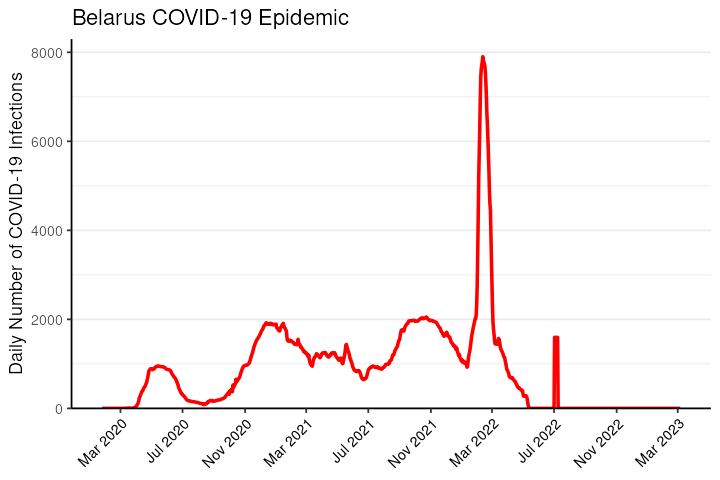 Belarus COVID-19 Epidemic
Daily Number of COVID-19 Infections
8000
6000
4000
2000
0
Mar 2020
Jul 2020
Nov 2020
Mar 2021
Jul 2021
Nov 2021
Mar 2022
Jul 2022
Nov 2022
Mar 2023